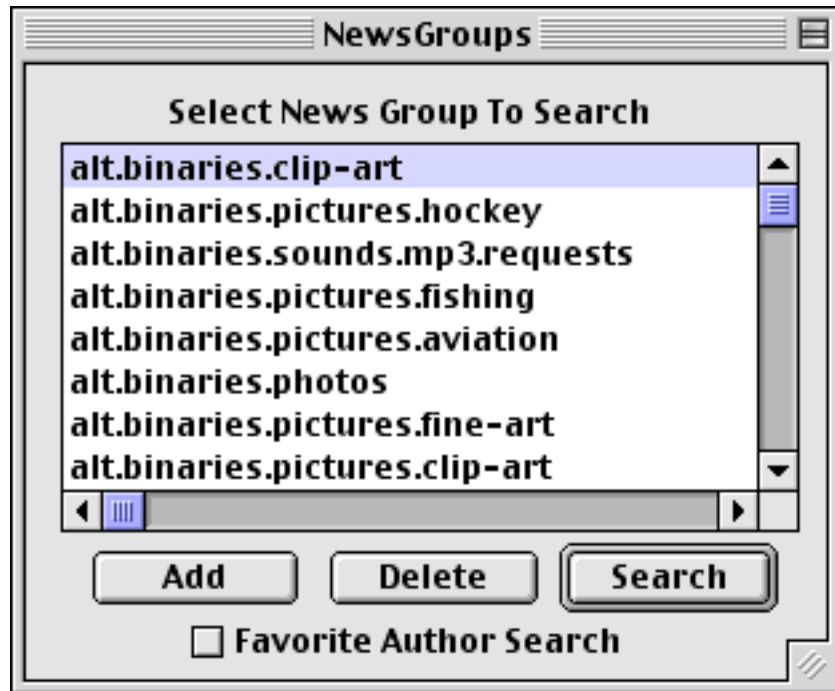 NewsGroups
Select News Group To Search
alt.binaries.clip-art
alt.binaries.pictures.hockey
alt.binaries.sounds.mp3.requests
alt.binaries.pictures.fishing
alt.binaries.pictures.aviation
alt.binaries.photos
alt.binaries.pictures.fine-art
alt.binaries.pictures.clip-art
Add Delete Search
Favorite Author Search